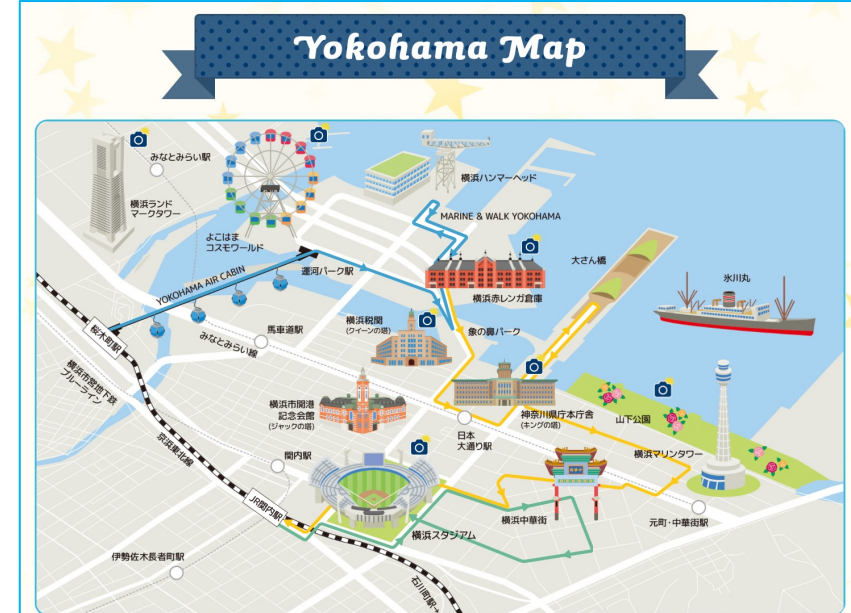 Yokohama Map
みなとみらい駅
横浜ランド
マークタワー
よこはま
コスモワールド
横浜ハンマーヘッド
MARINE & WALK YOKOHAMA
大さん橋
氷川丸
YOKOHAMA AIR CABIN
運河パーク駅
横浜赤レンガ倉庫
桜木町駅
みなとみらい線
馬車道駅
横浜税関
(クイーンの塔)
象の鼻パーク
横浜市営地下鉄
ブルーライン
京浜東北線
横浜市開港
記念会館
(ジャックの塔)
日本
大通り駅
神奈川県庁本庁舎
(キングの塔)
山下公園
横浜マリンタワー
関内駅
JR関内駅
横浜スタジアム
横浜中華街
元町・中華街駅
伊勢佐木長者町駅
石川町駅→